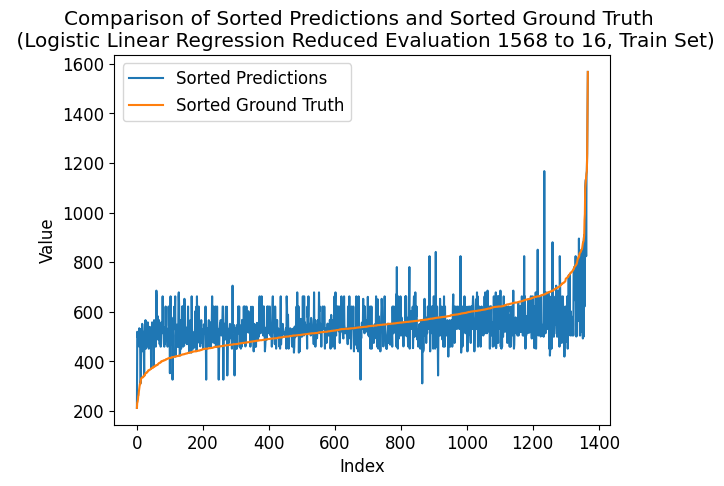 Comparison of Sorted Predictions and Sorted Ground Truth
(Logistic Linear Regression Reduced Evaluation 1568 to 16, Train Set)
1600
1400
1200
1000
800
600
400
200
Value
Sorted Predictions
Sorted Ground Truth
0 200 400 600 800 1000 1200 1400
Index